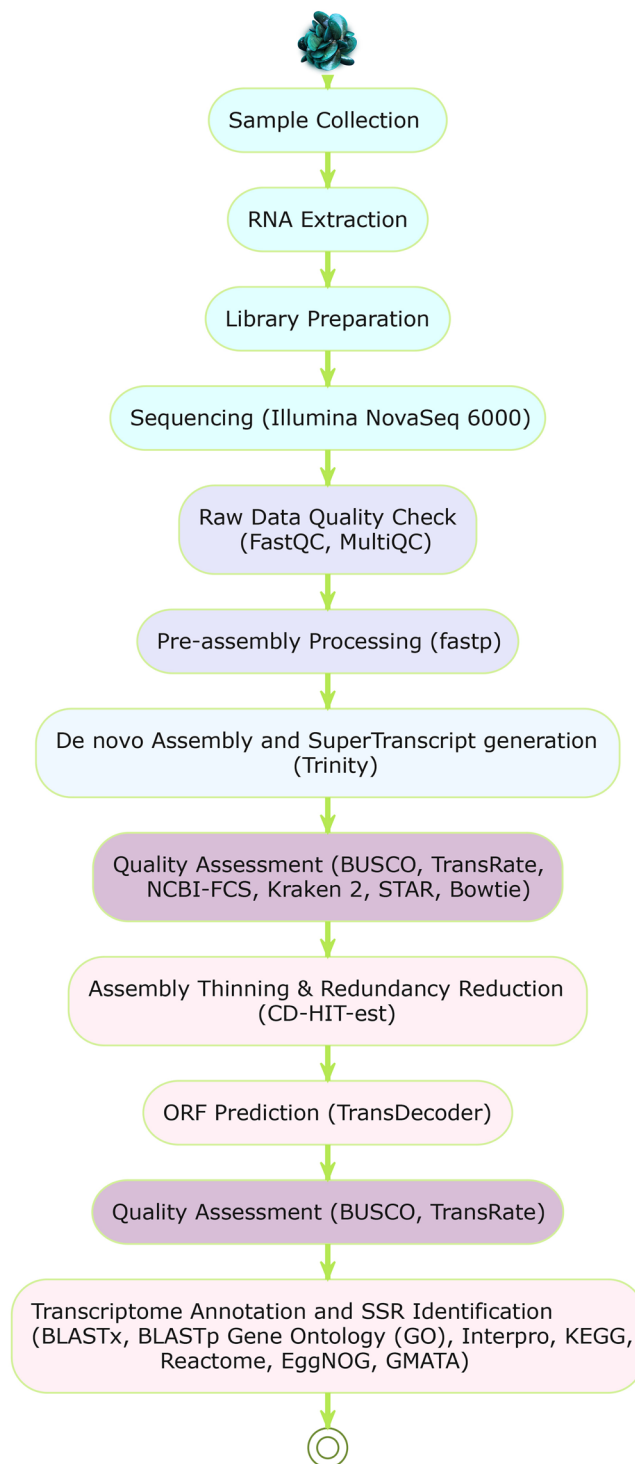 Sample Collection
RNA Extraction
Library Preparation
Sequencing (Illumina NovaSeq 6000)
Raw Data Quality Check
(FastQC, MultiQC)
Pre-assembly Processing (fastp)
De novo Assembly and SuperTranscript generation
(Trinity)
Quality Assessment (BUSCO, TransRate,
NCBI-FCS, Kraken 2, STAR, Bowtie)
Assembly Thinning & Redundancy Reduction
(CD-HIT-est)
ORF Prediction (TransDecoder)
Quality Assessment (BUSCO, TransRate)
Transcriptome Annotation and SSR Identification
(BLASTx, BLASTp Gene Ontology (GO), Interpro, KEGG,
Reactome, EggNOG, GMATA)